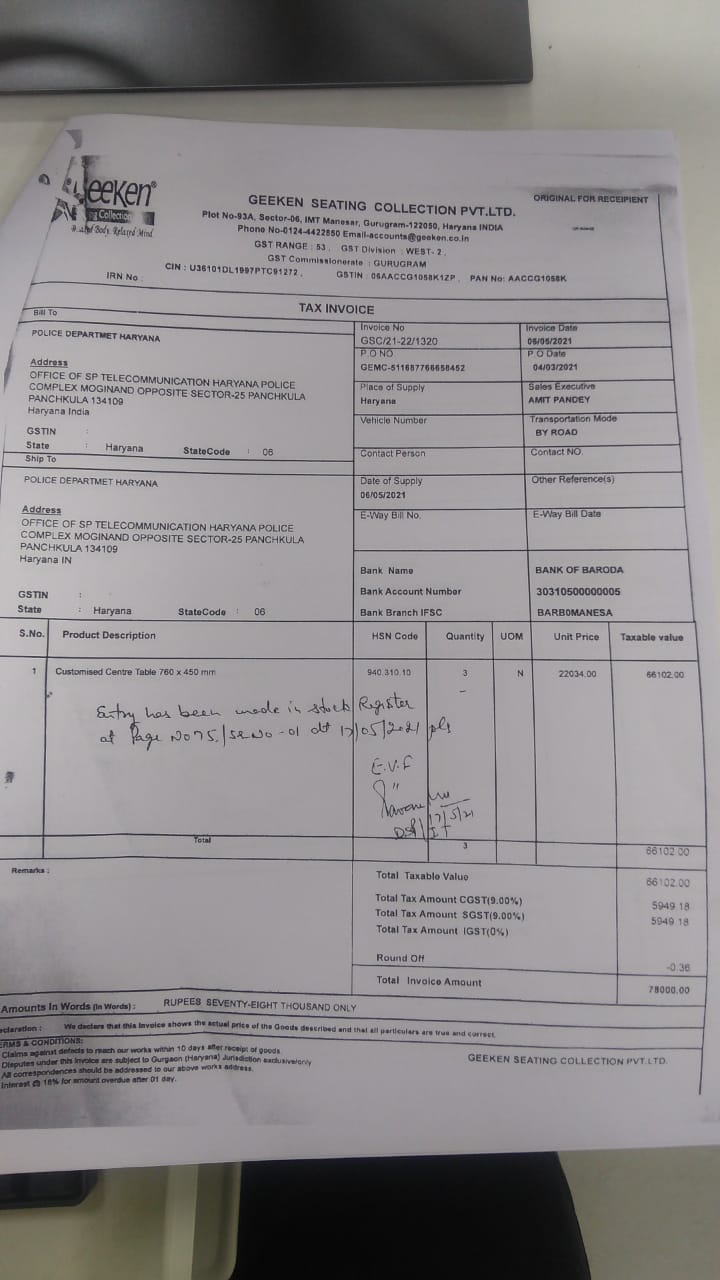 Geeken
Collection
Related Body. Relaxed Mind
GEEKEN SEATING COLLECTION PVT.LTD.
ORIGINAL FOR RECEIPIENT
Plot No-93A, Sector-06, IMT Manesar, Gurugram-122050, Haryana INDIA
Phone No-0124-4422850 Email-accounts@geeken.co.in
GST RANGE : 53 , GST Division : WEST- 2 ,
GST Commissionerate : GURUGRAM
CIN : U36101DL1997PTC91272 , GSTIN : 06AACCG1058K1ZP , PAN No: AACCG1058K
IRN No :
TAX INVOICE
Bill To
POLICE DEPARTMET HARYANA
Address
OFFICE OF SP TELECOMMUNICATION HARYANA POLICE
COMPLEX MOGINAND OPPOSITE SECTOR-25 PANCHKULA
PANCHKULA 134109
Haryana India
GSTIN :
State : Haryana StateCode : 06
Invoice No
GSC/21-22/1320
Invoice Date
06/05/2021
P.O NO
GEMC-511687766658452
P.O Date
04/03/2021
Place of Supply
Haryana
Sales Executive
AMIT PANDEY
Vehicle Number
Transportation Mode
BY ROAD
Contact Person
Contact NO.
Ship To
POLICE DEPARTMET HARYANA
Address
OFFICE OF SP TELECOMMUNICATION HARYANA POLICE
COMPLEX MOGINAND OPPOSITE SECTOR-25 PANCHKULA
PANCHKULA 134109
Haryana IN
GSTIN :
State : Haryana StateCode : 06
Date of Supply
06/05/2021
Other Reference(s)
E-Way Bill No.
E-Way Bill Date
Bank Name BANK OF BARODA
Bank Account Number 30310500000005
Bank Branch IFSC BARB0MANESA
S.No. Product Description HSN Code Quantity UOM Unit Price Taxable value
1 Customised Centre Table 760 x 450 mm 940.310.10 3 N 22034.00 66102.00
Entry has been made in stock Register
at Page No 75./Sr No -01 dt 17/05/2021 pls
E.V.F
17/5/21
DSP/IT
Total 3 66102.00
Remarks :
Total Taxable Value 66102.00
Total Tax Amount CGST(9.00%) 5949.18
Total Tax Amount SGST(9.00%) 5949.18
Total Tax Amount IGST(0%)
Round Off -0.36
Total Invoice Amount 78000.00
Amounts In Words (In Words) : RUPEES SEVENTY-EIGHT THOUSAND ONLY
eclaration : We declare that this Invoice shows the actual price of the Goods described and that all particulars are true and correct.
ERMS & CONDITIONS:
Claims against defects to reach our works within 10 days after receipt of goods.
Disputes under this invoice are subject to Gurgaon (Haryana) Jurisdiction exclusive/only
All correspondences should be addressed to our above works address.
Interest @ 18% for amount overdue after 01 day.
GEEKEN SEATING COLLECTION PVT.LTD.